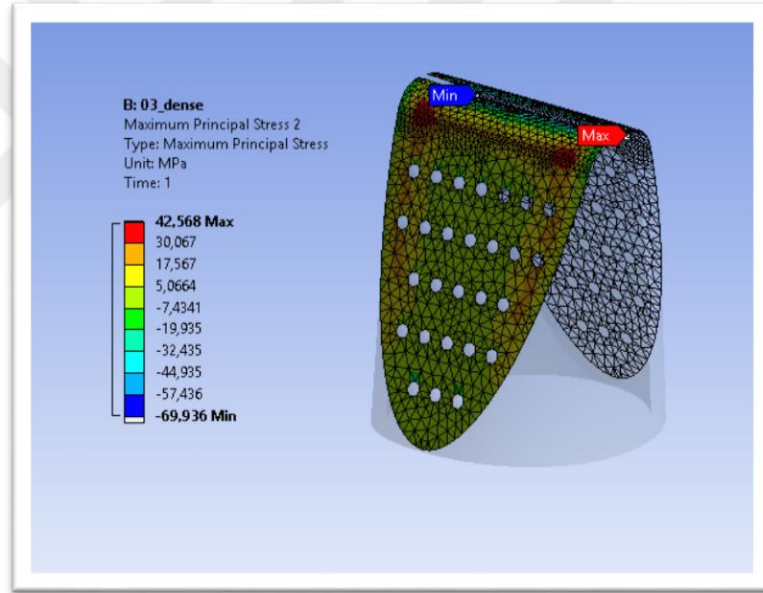 B: 03_dense
Maximum Principal Stress 2
Type: Maximum Principal Stress
Unit: MPa
Time: 1
42,568 Max
30,067
17,567
5,0664
-7,4341
-19,935
-32,435
-44,935
-57,436
-69,936 Min
Min
Max